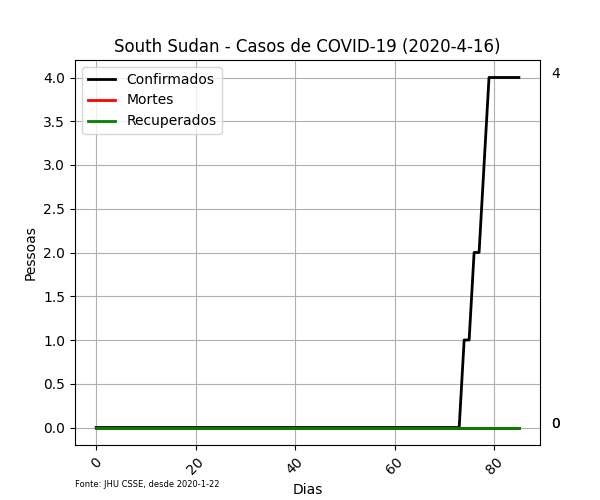 South Sudan - Casos de COVID-19 (2020-4-16)
Confirmados
Mortes
Recuperados
4.0
3.5
3.0
2.5
2.0
1.5
1.0
0.5
0.0
Pessoas
4
0
0 20 40 60 80
Fonte: JHU CSSE, desde 2020-1-22
Dias